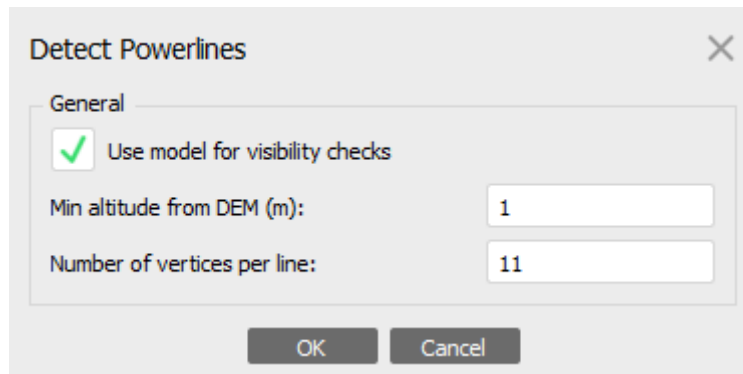 Detect Powerlines
General
Use model for visibility checks
Min altitude from DEM (m): 1
Number of vertices per line: 11
OK Cancel